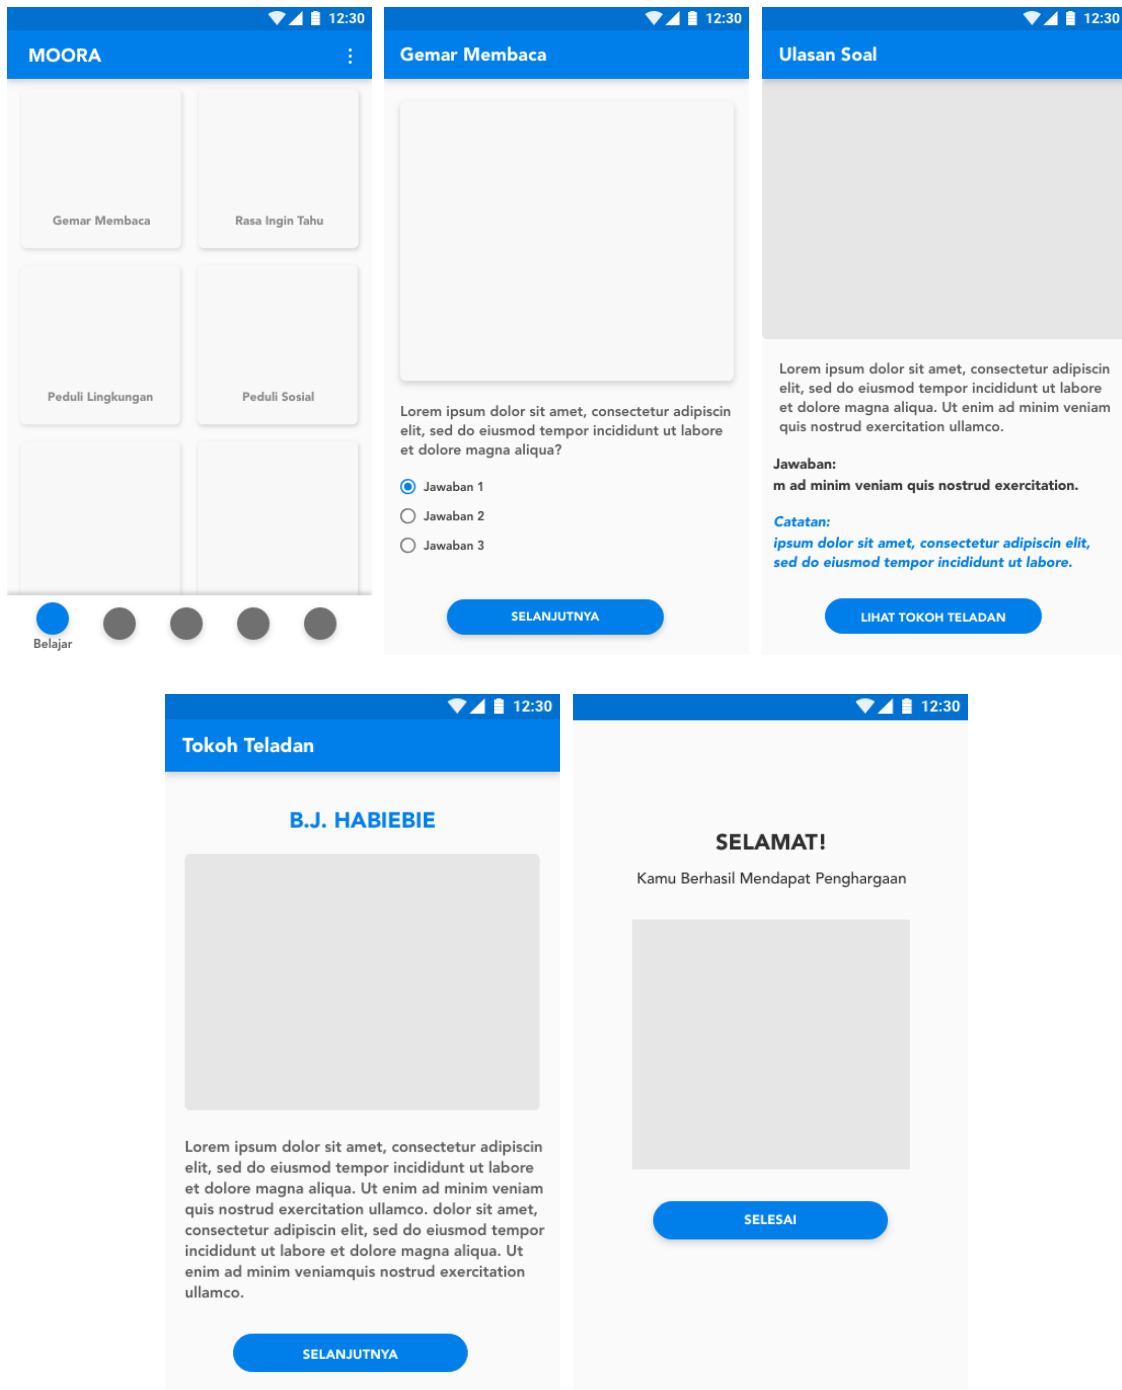 12:30
MOORA
Gemar Membaca
Rasa Ingin Tahu
Peduli Lingkungan
Peduli Sosial
Belajar
12:30
Gemar Membaca
Lorem ipsum dolor sit amet, consectetur adipiscin
elit, sed do eiusmod tempor incididunt ut labore
et dolore magna aliqua?
Jawaban 1
Jawaban 2
Jawaban 3
SELANJUTNYA
12:30
Ulasan Soal
Lorem ipsum dolor sit amet, consectetur adipiscin
elit, sed do eiusmod tempor incididunt ut labore
et dolore magna aliqua. Ut enim ad minim veniam
quis nostrud exercitation ullamco.
Jawaban:
m ad minim veniam quis nostrud exercitation.
Catatan:
ipsum dolor sit amet, consectetur adipiscin elit,
sed do eiusmod tempor incididunt ut labore.
LIHAT TOKOH TELADAN
12:30
Tokoh Teladan
B.J. HABIEBIE
Lorem ipsum dolor sit amet, consectetur adipiscin
elit, sed do eiusmod tempor incididunt ut labore
et dolore magna aliqua. Ut enim ad minim veniam
quis nostrud exercitation ullamco. dolor sit amet,
consectetur adipiscin elit, sed do eiusmod tempor
incididunt ut labore et dolore magna aliqua. Ut
enim ad minim veniamquis nostrud exercitation
ullamco.
SELANJUTNYA
12:30
SELAMAT!
Kamu Berhasil Mendapat Penghargaan
SELESAI